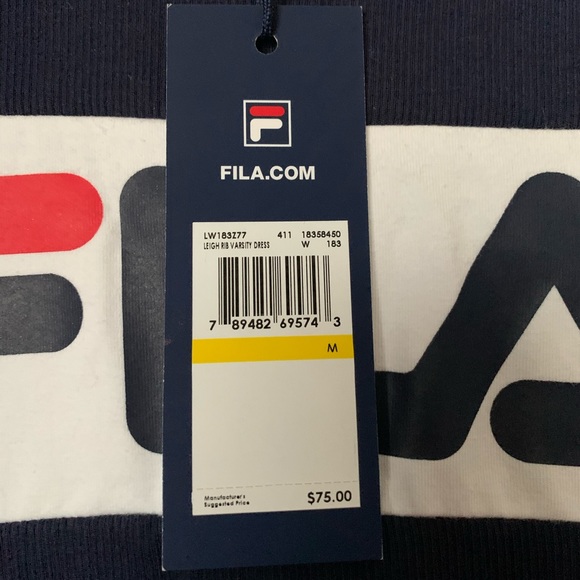 FILA
F
FILA.COM
LW183Z77 411 18358450
LEIGH RIB VARSITY DRESS W 183
7 89482 69574 3
M
Manufacturer's
Suggested Price $75.00